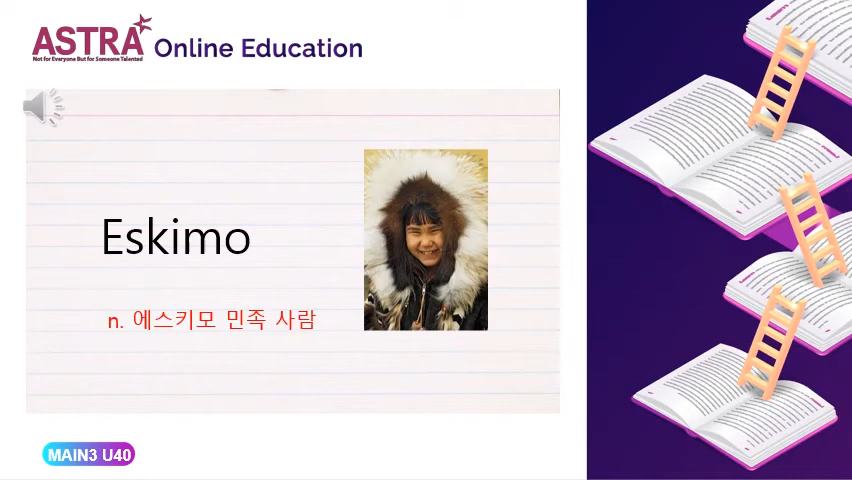 ASTRA
Not for Everyone But for Someone Talented
Online Education
Eskimo
n. 에스키모 민족 사람
MAIN3 U40